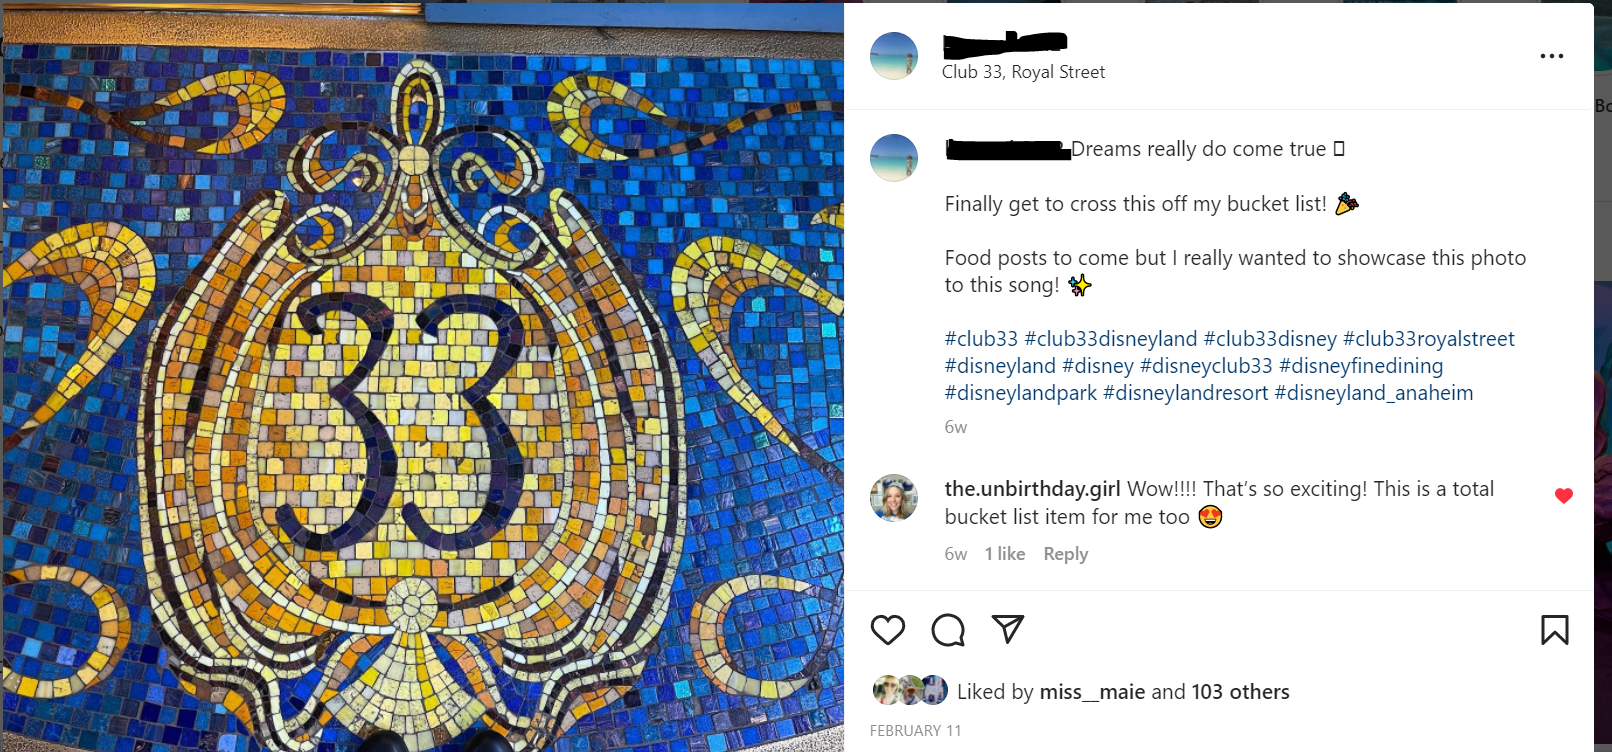 33
Club 33, Royal Street
Dreams really do come true
Finally get to cross this off my bucket list! 🎉
Food posts to come but I really wanted to showcase this photo
to this song! ✨
#club33 #club33disneyland #club33disney #club33royalstreet
#disneyland #disney #disneyclub33 #disneyfinedining
#disneylandpark #disneylandresort #disneyland_anaheim
6w
the.unbirthday.girl Wow!!!! That’s so exciting! This is a total
bucket list item for me too 😍
6w 1 like Reply
Liked by miss__maie and 103 others
FEBRUARY 11